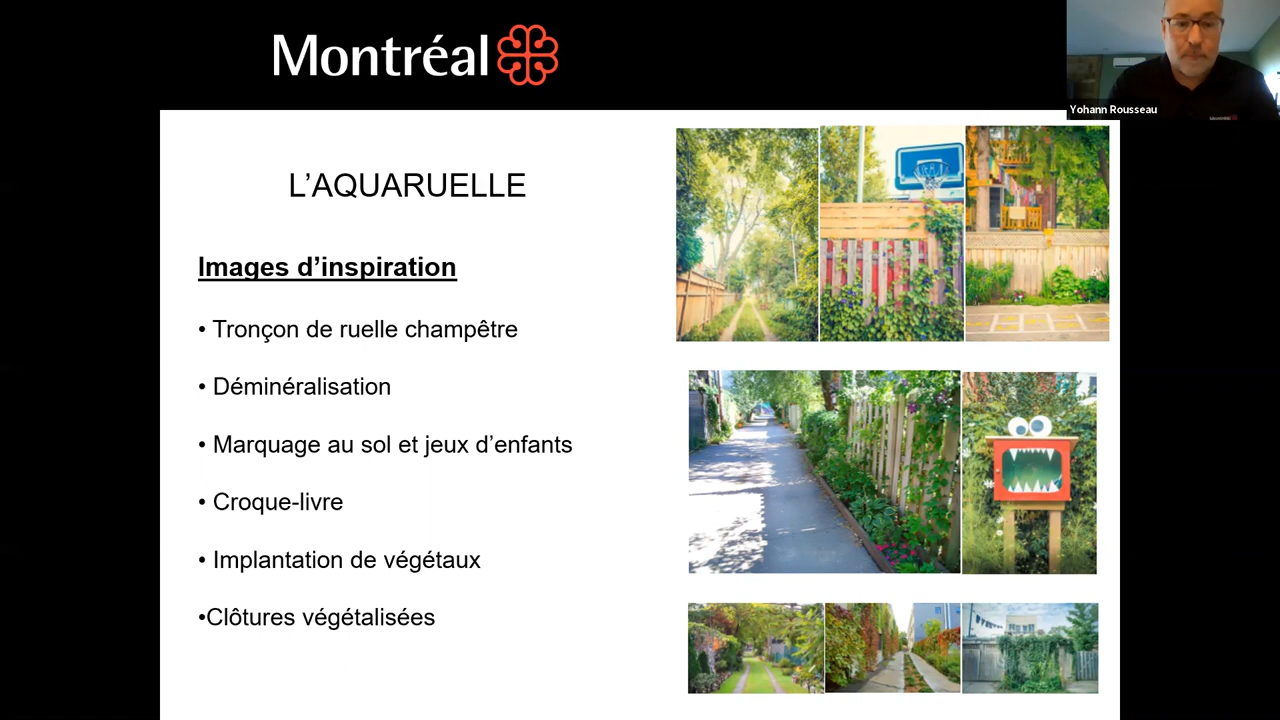 Montréal
Yohann Rousseau
L’AQUARUELLE
Images d’inspiration
• Tronçon de ruelle champêtre
• Déminéralisation
• Marquage au sol et jeux d’enfants
• Croque-livre
• Implantation de végétaux
•Clôtures végétalisées